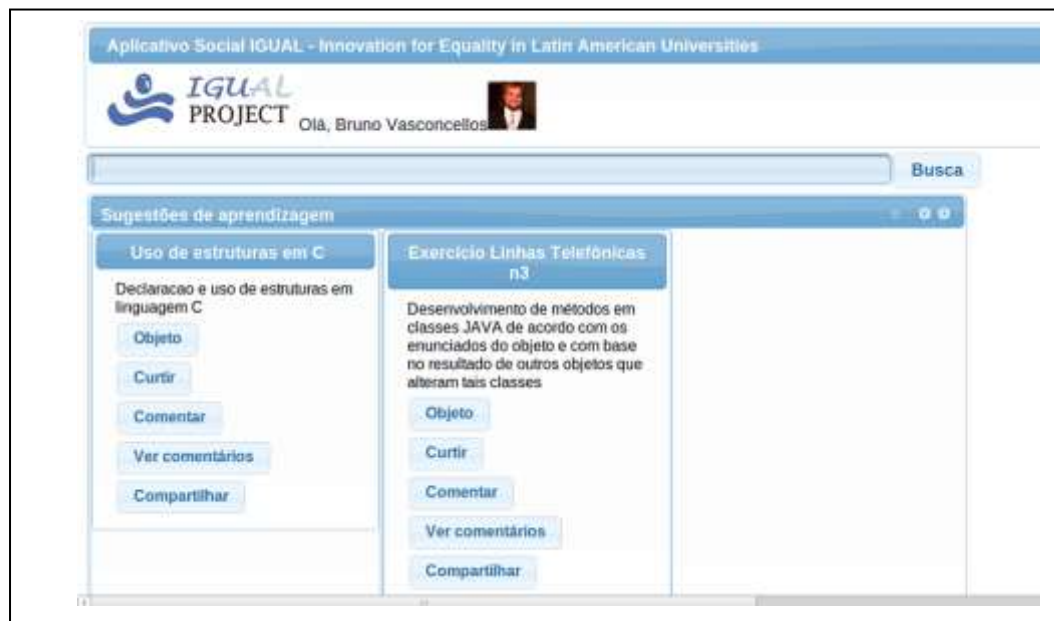 Aplicativo Social IGUAL - Innovation for Equality in Latin American Universities
IGUAL
PROJECT
Olá, Bruno Vasconcellos
Busca
Sugestões de aprendizagem
Uso de estruturas em C
Declaracao e uso de estruturas em
linguagem C
Objeto
Curtir
Comentar
Ver comentários
Compartilhar
Exercício Linhas Telefônicas
n3
Desenvolvimento de métodos em
classes JAVA de acordo com os
enunciados do objeto e com base
no resultado de outros objetos que
alteram tais classes
Objeto
Curtir
Comentar
Ver comentários
Compartilhar